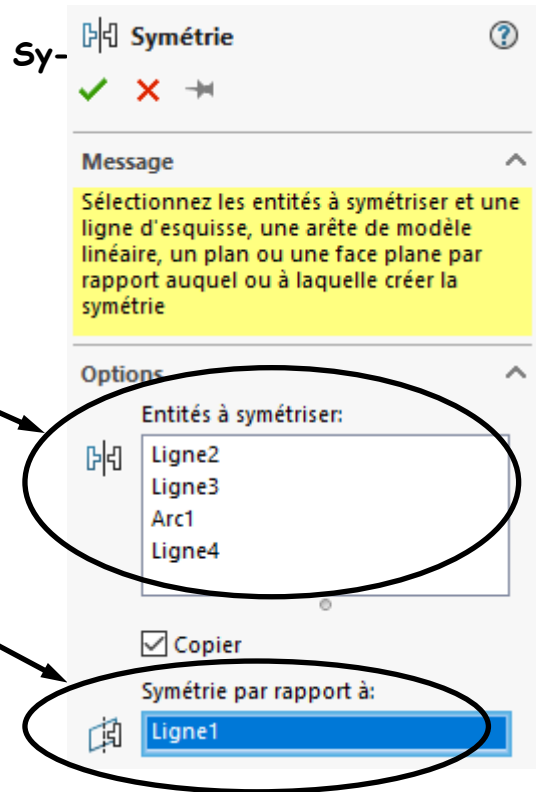 Sy-
Symétrie
?
Message
Sélectionnez les entités à symétriser et une
ligne d'esquisse, une arête de modèle
linéaire, un plan ou une face plane par
rapport auquel ou à laquelle créer la
symétrie
Options
Entités à symétriser:
Ligne2
Ligne3
Arc1
Ligne4
Copier
Symétrie par rapport à:
Ligne1